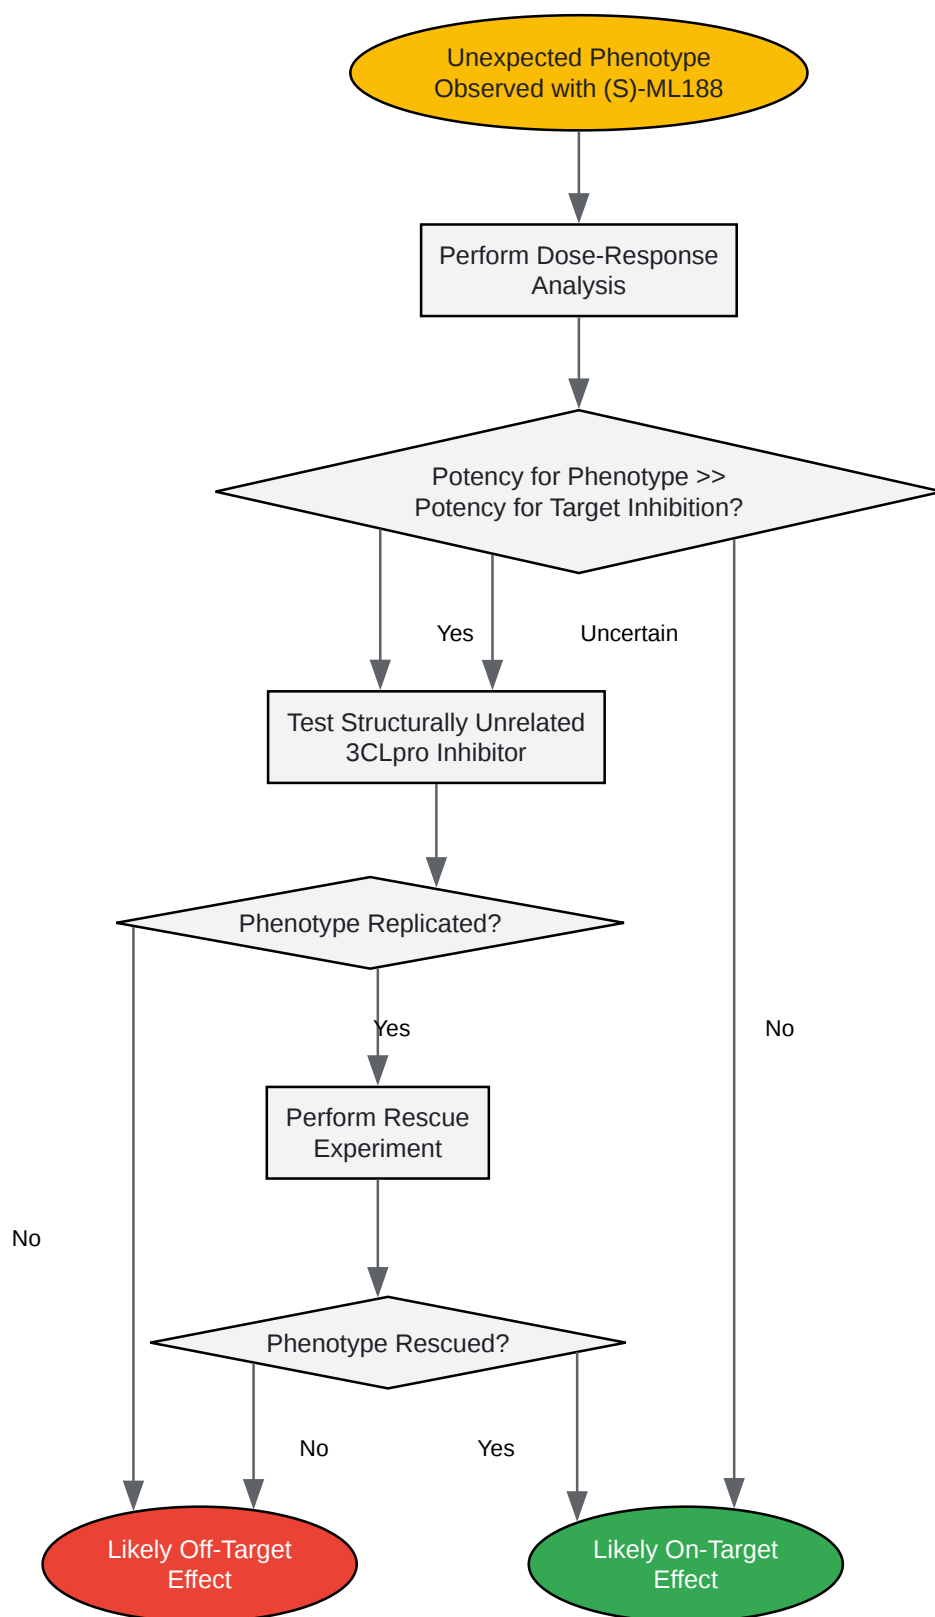 Unexpected Phenotype
Observed with (S)-ML188
Perform Dose-Response
Analysis
Potency for Phenotype >>
Potency for Target Inhibition?
Yes
Uncertain
Test Structurally Unrelated
3CLpro Inhibitor
Phenotype Replicated?
Yes
No
Perform Rescue
Experiment
No
Phenotype Rescued?
No
Yes
Likely Off-Target
Effect
Likely On-Target
Effect